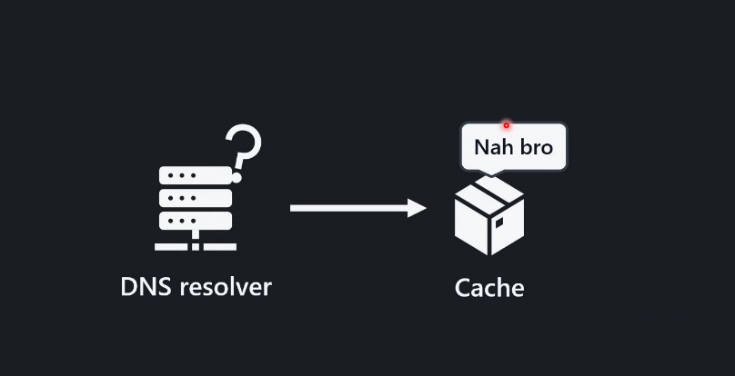 Nah bro
DNS resolver
Cache